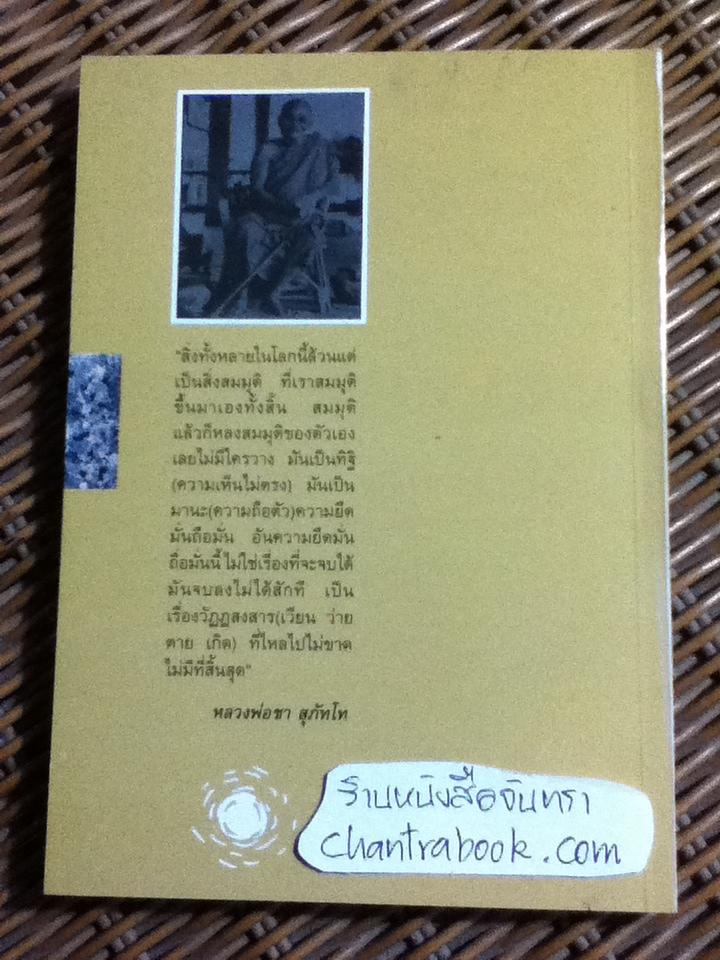 "สิ่งทั้งหลายในโลกนี้ล้วนแต่
เป็นสิ่งสมมุติ ที่เราสมมุติ
ขึ้นมาเองทั้งสิ้น สมมุติ
แล้วก็หลงสมมุติของตัวเอง
เลยไม่มีใครวาง มันเป็นทิฐิ
(ความเห็นไม่ตรง) มันเป็น
มานะ(ความถือตัว)ความยึด
มั่นถือมั่น อันความยึดมั่น
ถือมั่นนี้ ไม่ใช่เรื่องที่จะจบได้
มันจบลงไม่ได้สักที เป็น
เรื่องวัฏฏสงสาร(เวียน ว่าย
ตาย เกิด) ที่ไหลไปไม่ขาด
ไม่มีที่สิ้นสุด"
หลวงพ่อชา สุภัทโท
ร้านหนังสือจันทรา
chantrabook.com